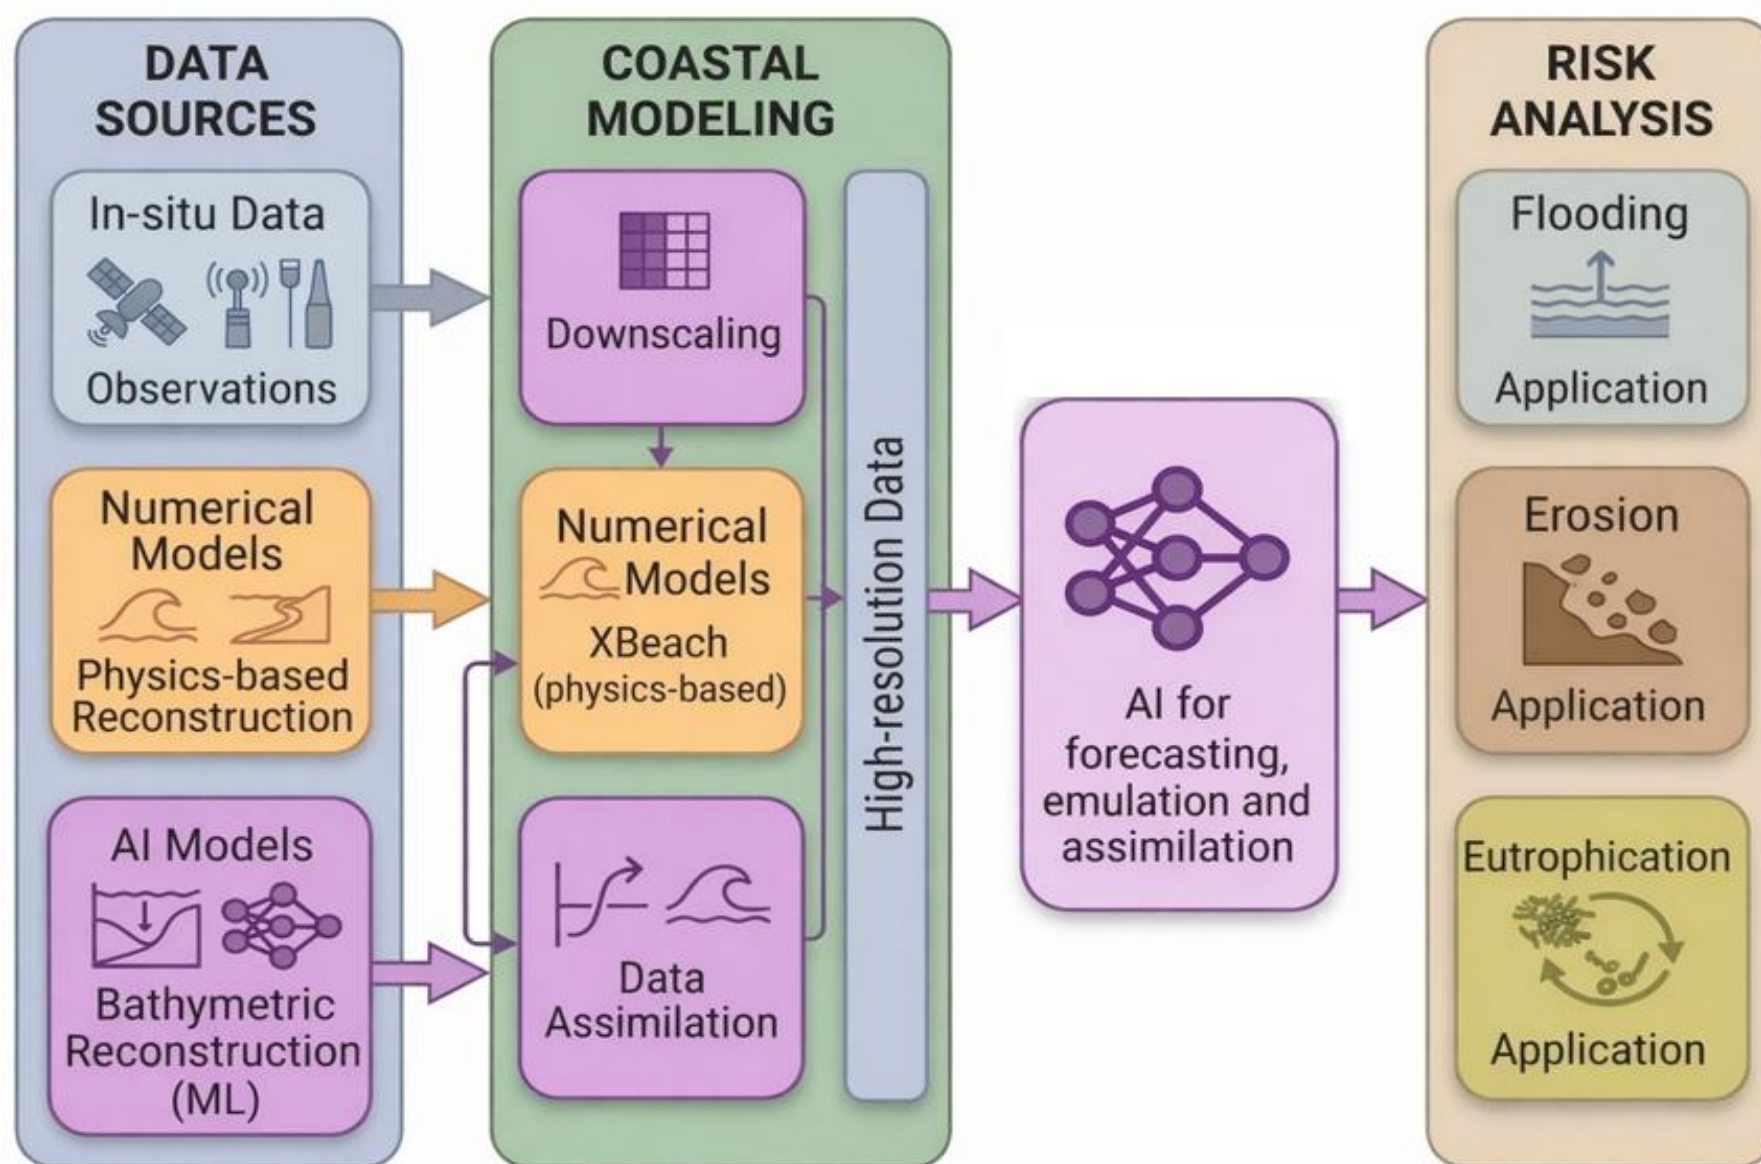 DATA
SOURCES
In-situ Data
Observations
Numerical
Models
Physics-based
Reconstruction
AI Models
Bathymetric
Reconstruction
(ML)
COASTAL
MODELING
Downscaling
Numerical
Models
XBeach
(physics-based)
Data
Assimilation
High-resolution Data
AI for
forecasting,
emulation and
assimilation
RISK
ANALYSIS
Flooding
Application
Erosion
Application
Eutrophication
Application